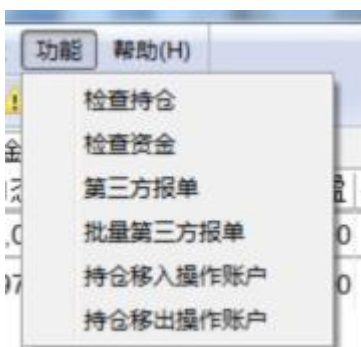 功能 帮助(H)
检查持仓
检查资金
第三方报单
批量第三方报单
持仓移入操作账户
持仓移出操作账户